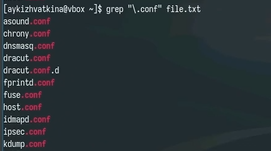 [aykizhvatkina@vbox ~]$ grep "\.conf" file.txt
asound.conf
chrony.conf
dnsmasq.conf
dracut.conf
dracut.conf.d
fprintd.conf
fuse.conf
host.conf
idmapd.conf
ipsec.conf
kdump.conf